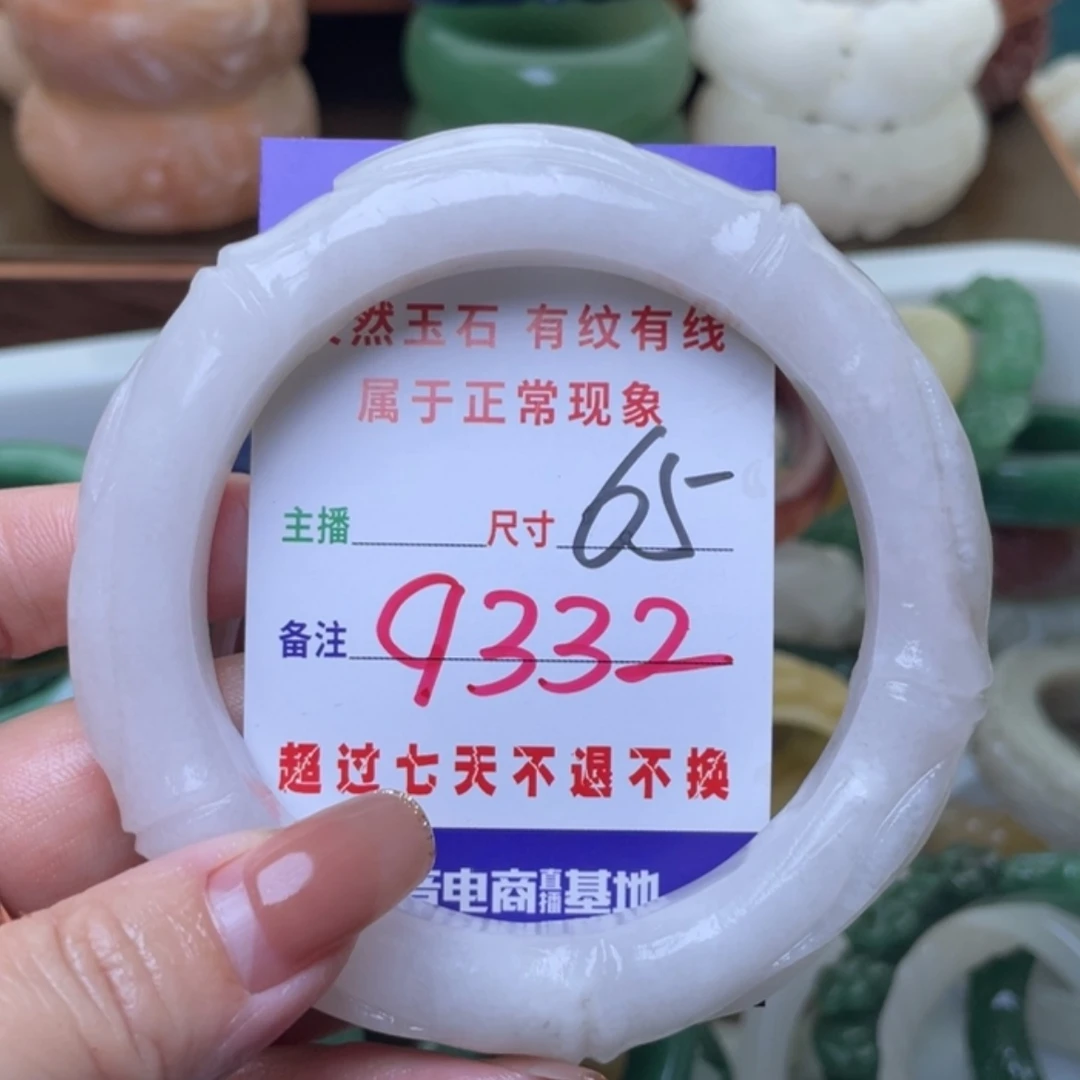 然玉石 有纹有线
属于正常现象
主播 尺寸 65
备注 9332
超过七天不退不换
音电商直播基地